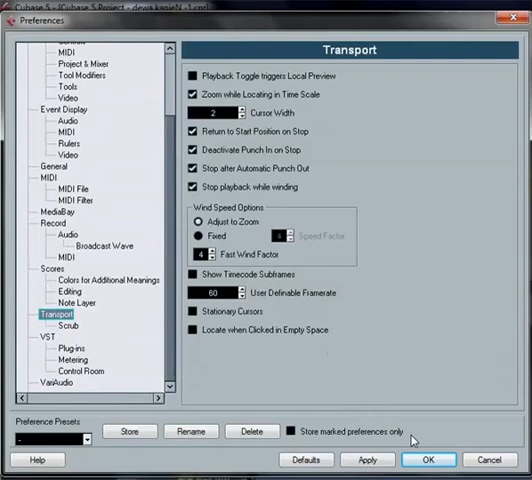 Cubase 5 - [Cubase 5 Project - dewa kapieN -1.cpr]
Preferences
Controls
MIDI
Project & Mixer
Tool Modifiers
Tools
Video
Event Display
Audio
MIDI
Rulers
Video
General
MIDI
MIDI File
MIDI Filter
MediaBay
Record
Audio
Broadcast Wave
MIDI
Scores
Colors for Additional Meanings
Editing
Note Layer
Transport
Scrub
VST
Plug-ins
Metering
Control Room
VariAudio
Transport
Playback Toggle triggers Local Preview
Zoom while Locating in Time Scale
2 Cursor Width
Return to Start Position on Stop
Deactivate Punch In on Stop
Stop after Automatic Punch Out
Stop playback while winding
Wind Speed Options
Adjust to Zoom
Fixed 4 Speed Factor
4 Fast Wind Factor
Show Timecode Subframes
60 User Definable Framerate
Stationary Cursors
Locate when Clicked in Empty Space
Preference Presets
-
Store Rename Delete Store marked preferences only
Help Defaults Apply OK Cancel